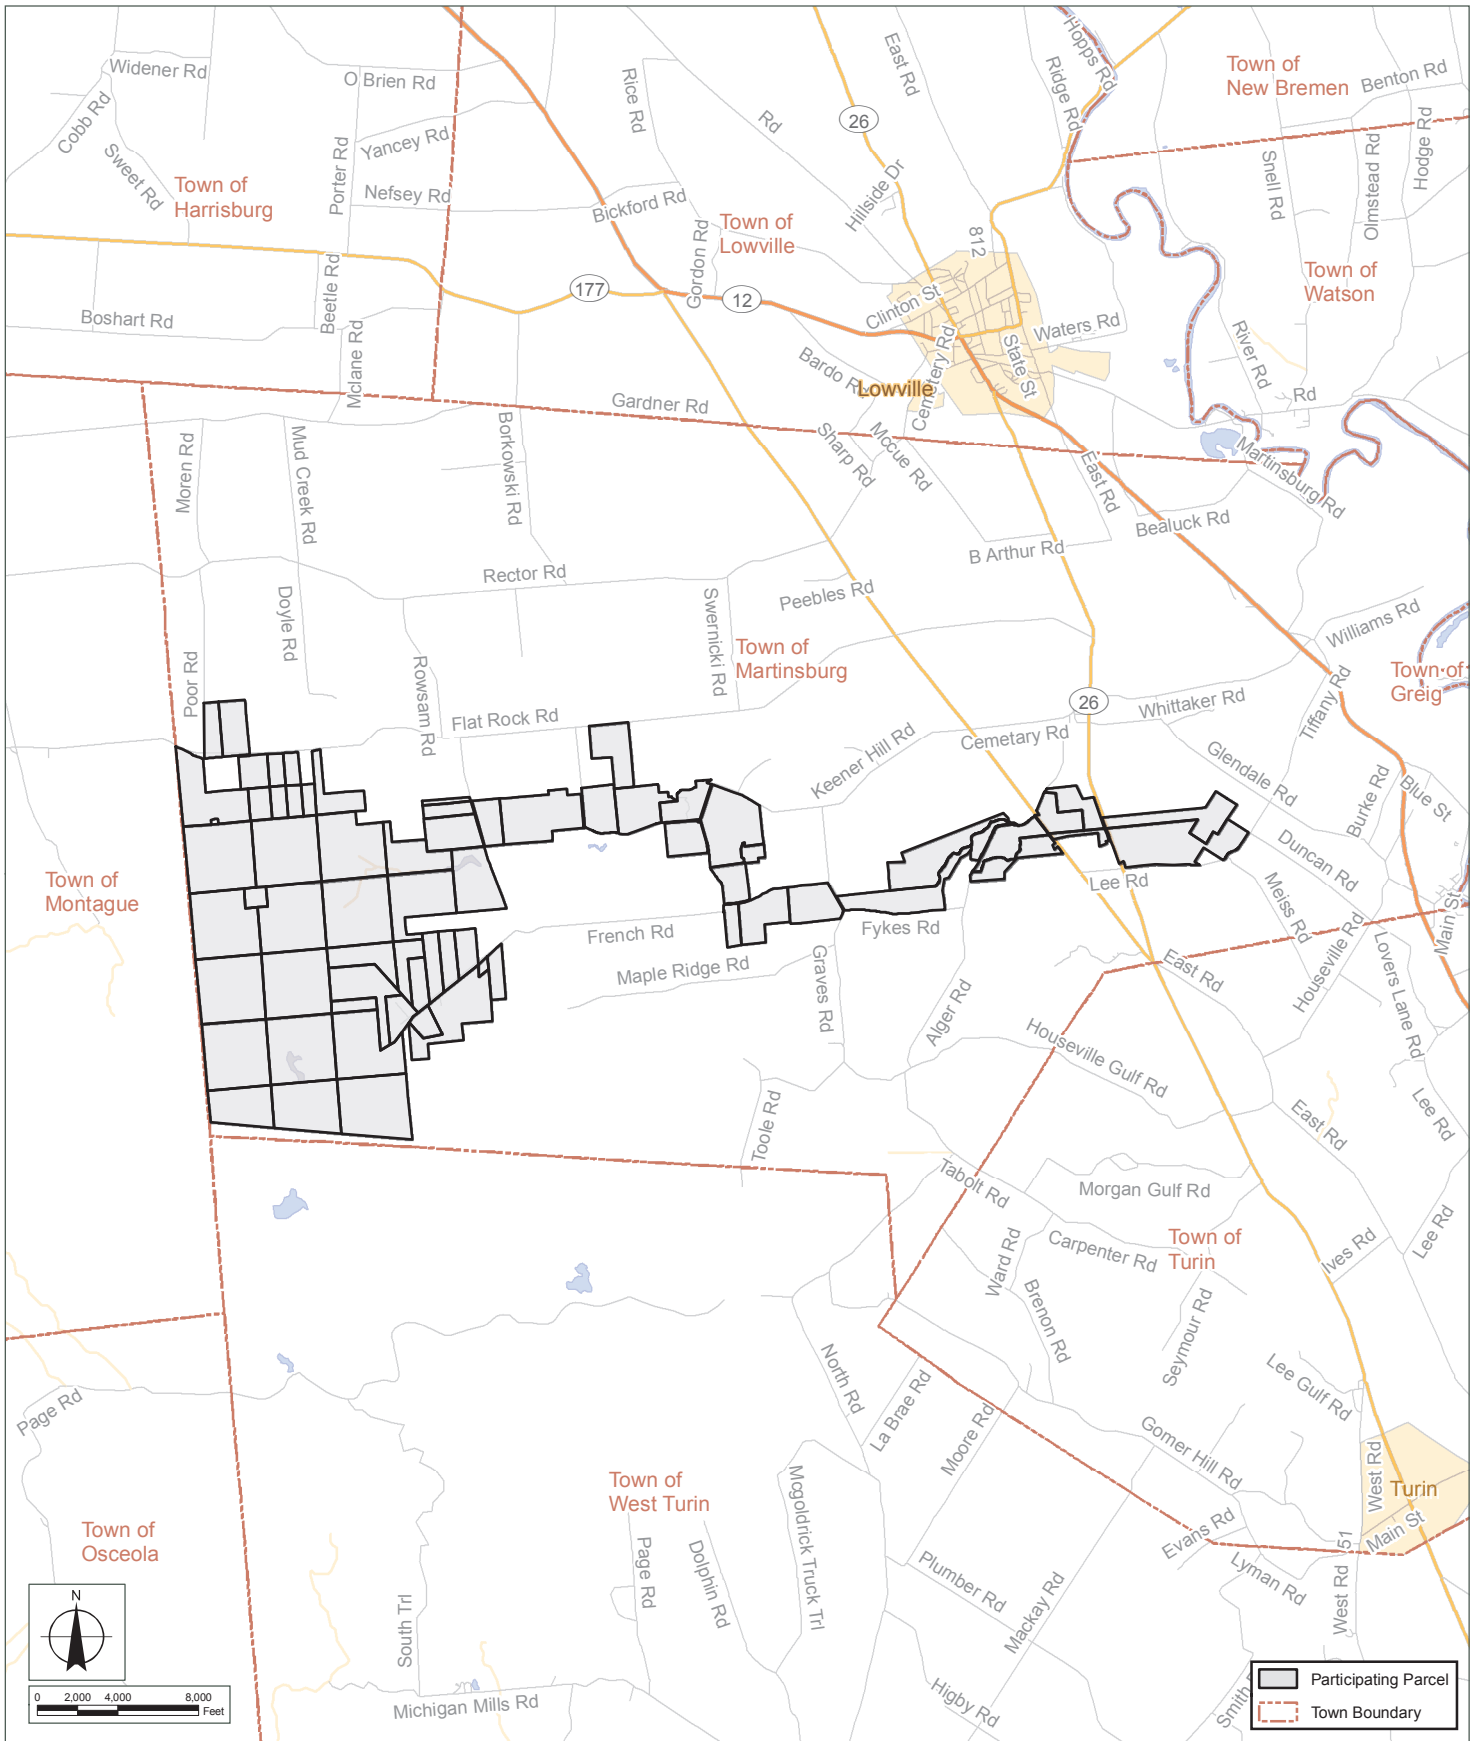 Widener Rd
Cobb Rd
Sweet Rd
Town of
Harrisburg
O Brien Rd
Porter Rd
Yancey Rd
Nefsey Rd
Rice Rd
Rd
26
East Rd
Ridge Rd
Hopps Rd
Town of
New Bremen
Benton Rd
Snell Rd
Olmstead Rd
Hodge Rd
Bickford Rd
Hillside Dr
Town of
Lowville
Gordon Rd
812
Town of
Watson
Boshart Rd
Beetle Rd
Mclane Rd
177
12
Clinton St
Cemetery Rd
State St
Waters Rd
River Rd
Rd
Bardo Rd
Lowville
Gardner Rd
Moren Rd
Mud Creek Rd
Borkowski Rd
Sharp Rd
Mccue Rd
East Rd
Martinsburg Rd
Bealuck Rd
B Arthur Rd
Rector Rd
Peebles Rd
Doyle Rd
Swernicki Rd
Williams Rd
Poor Rd
Rowsam Rd
Town of
Martinsburg
Town of
Greig
Tiffany Rd
26
Whittaker Rd
Flat Rock Rd
Cemetary Rd
Keener Hill Rd
Glendale Rd
Burke Rd
Blue St
Duncan Rd
Town of
Montague
Lee Rd
Meiss Rd
Main St
French Rd
Fykes Rd
Maple Ridge Rd
Graves Rd
Alger Rd
East Rd
Houseville Rd
Lovers Lane Rd
Houseville Gulf Rd
Lee Rd
East Rd
Toole Rd
Tabolt Rd
Morgan Gulf Rd
Ward Rd
Carpenter Rd
Town of
Turin
Ives Rd
Lee Rd
Brenon Rd
Seymour Rd
North Rd
La Brae Rd
Moore Rd
Lee Gulf Rd
Page Rd
Gomer Hill Rd
West Rd
Turin
Main St
Town of
West Turin
Mcgoldrick Truck Trl
Town of
Osceola
Page Rd
Dolphin Rd
Evans Rd
51
Lyman Rd
West Rd
Plumber Rd
Mackay Rd
South Trl
Higby Rd
Smith
Michigan Mills Rd
N
0 2,000 4,000 8,000
Feet
Participating Parcel
Town Boundary